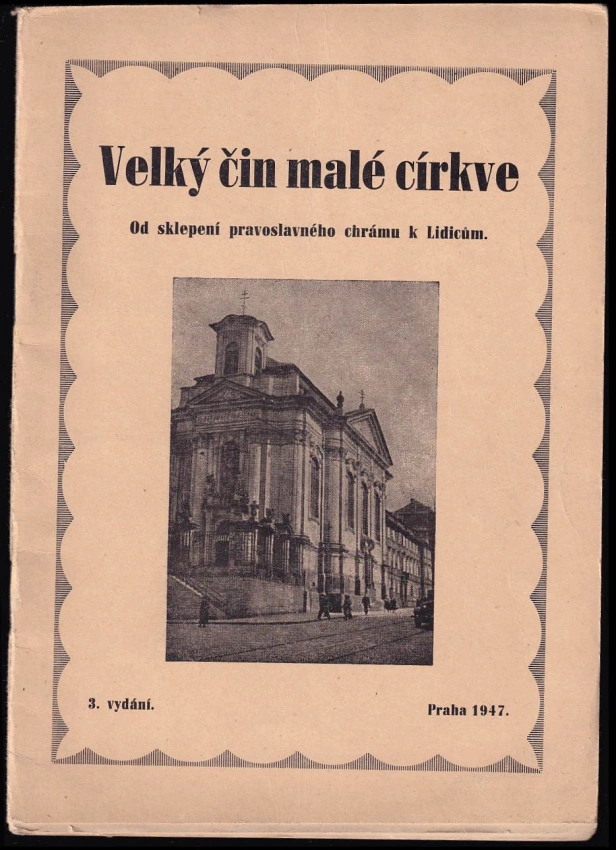 Velký čin malé církve
Od sklepení pravoslavného chrámu k Lidicům.
3. vydání.
Praha 1947.